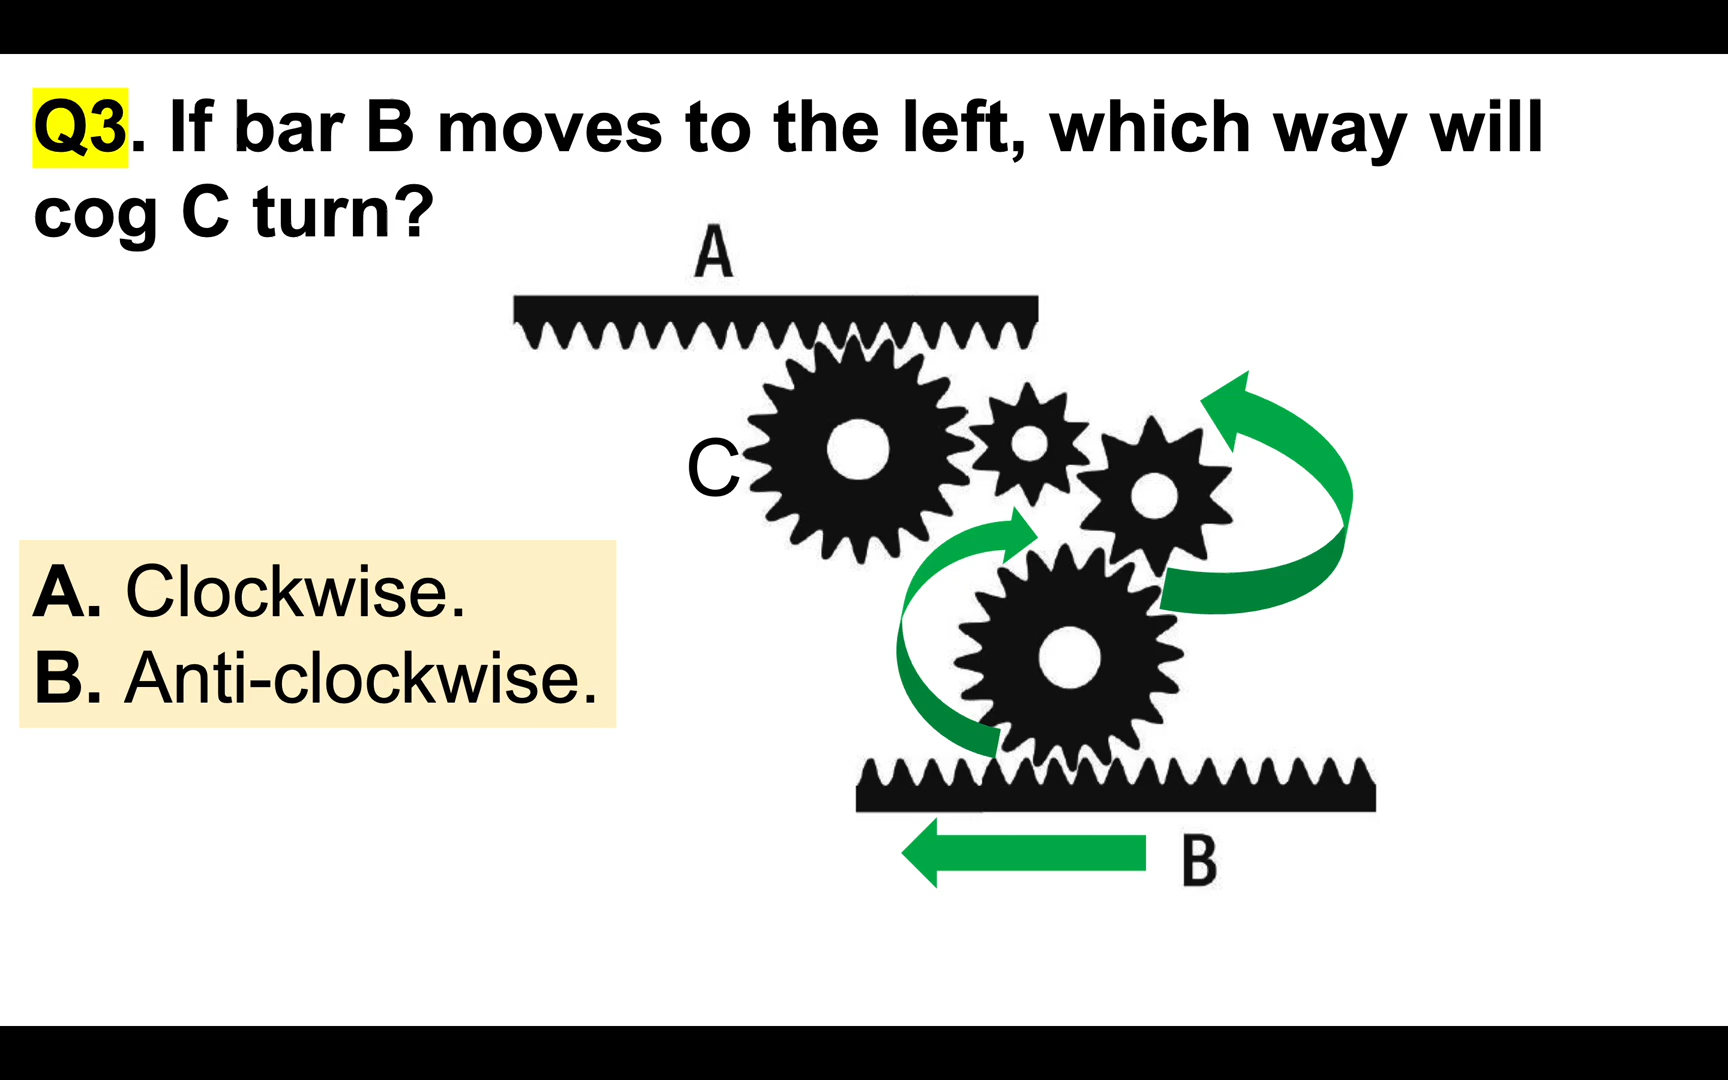 Q3. If bar B moves to the left, which way will
cog C turn?
A
C
A. Clockwise.
B. Anti-clockwise.
B